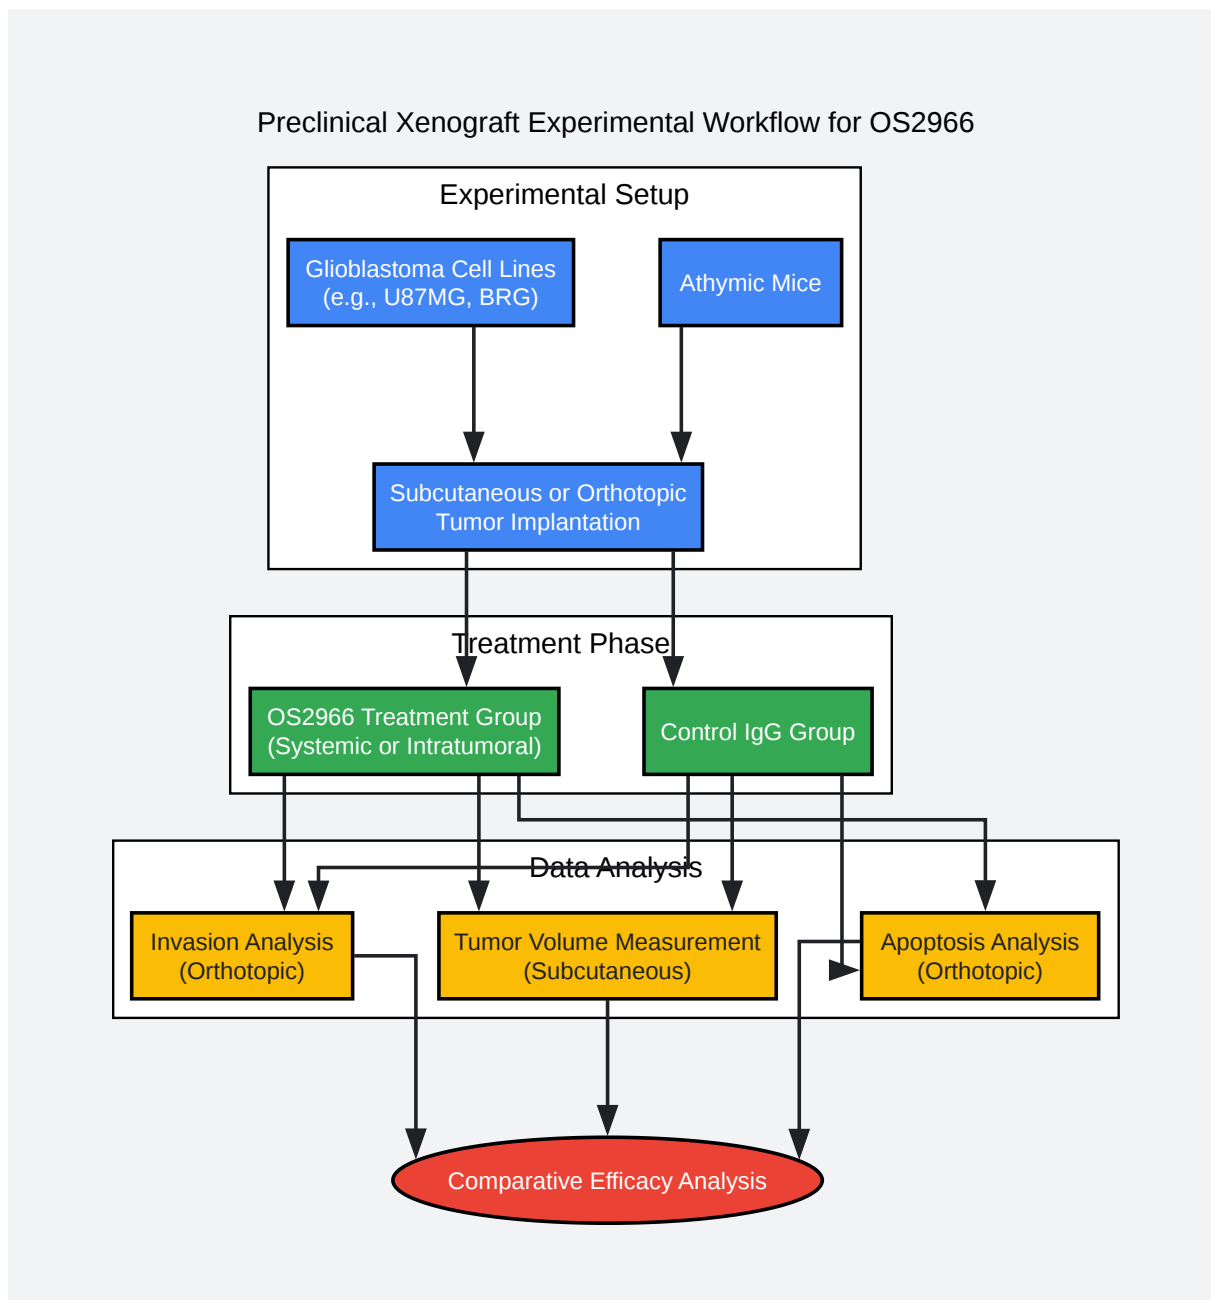 Preclinical Xenograft Experimental Workflow for OS2966
Experimental Setup
Glioblastoma Cell Lines
(e.g., U87MG, BRG)
Athymic Mice
Subcutaneous or Orthotopic
Tumor Implantation
Treatment Phase
OS2966 Treatment Group
(Systemic or Intratumoral)
Control IgG Group
Data Analysis
Invasion Analysis
(Orthotopic)
Tumor Volume Measurement
(Subcutaneous)
Apoptosis Analysis
(Orthotopic)
Comparative Efficacy Analysis